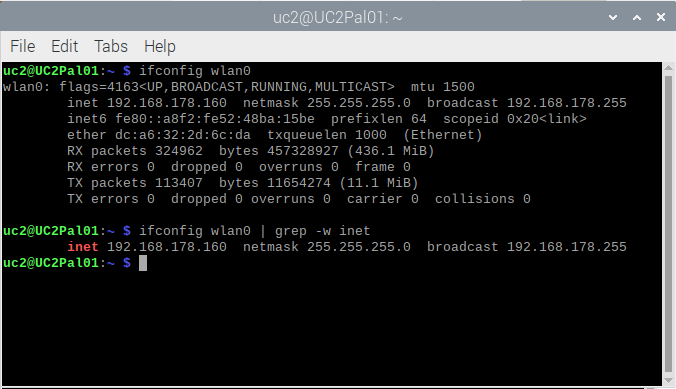 uc2@UC2Pal01: ~
File Edit Tabs Help
uc2@UC2Pal01:~ $ ifconfig wlan0
wlan0: flags=4163<UP,BROADCAST,RUNNING,MULTICAST>  mtu 1500
        inet 192.168.178.160  netmask 255.255.255.0  broadcast 192.168.178.255
        inet6 fe80::a8f2:fe52:48ba:15be  prefixlen 64  scopeid 0x20<link>
        ether dc:a6:32:2d:6c:da  txqueuelen 1000  (Ethernet)
        RX packets 324962  bytes 457328927 (436.1 MiB)
        RX errors 0  dropped 0  overruns 0  frame 0
        TX packets 113407  bytes 11654274 (11.1 MiB)
        TX errors 0  dropped 0 overruns 0  carrier 0  collisions 0
uc2@UC2Pal01:~ $ ifconfig wlan0 | grep -w inet
        inet 192.168.178.160  netmask 255.255.255.0  broadcast 192.168.178.255
uc2@UC2Pal01:~ $